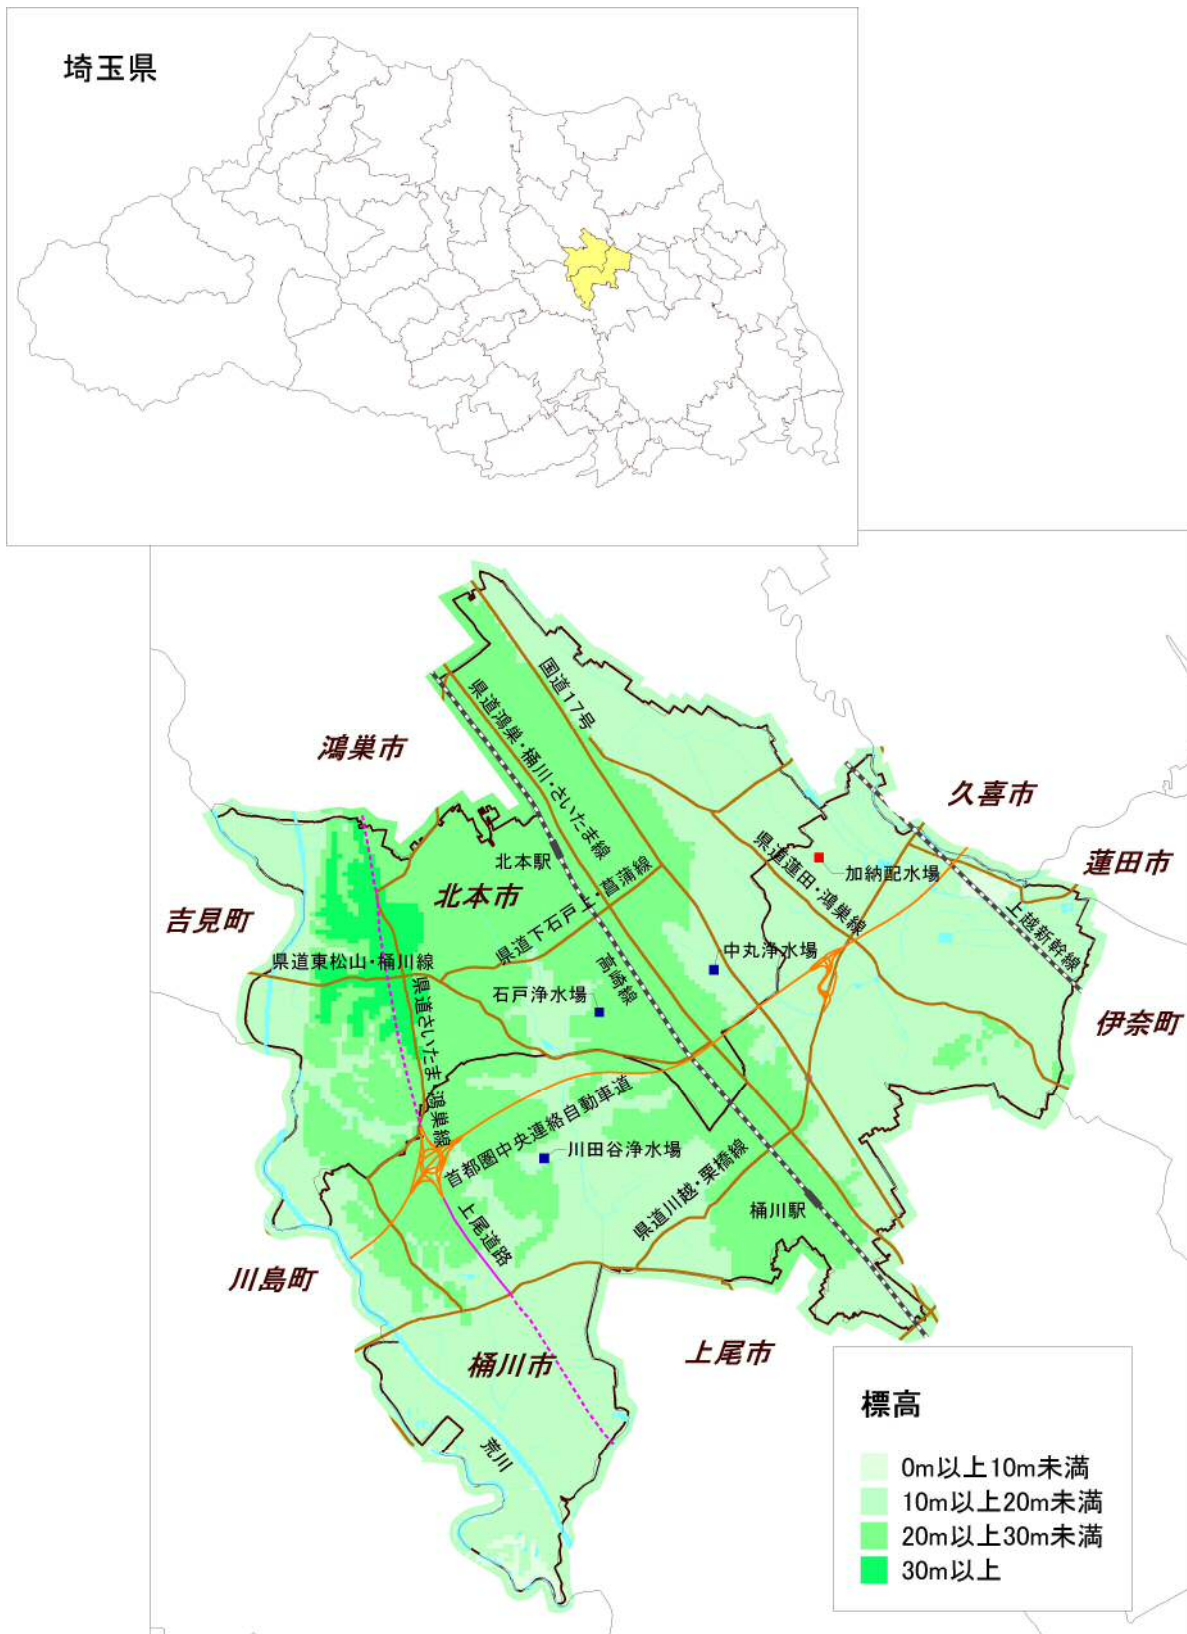 埼玉県
国道17号
県道鴻巣・桶川・さいたま線
鴻巣市
久喜市
北本駅
県道蓮田・鴻巣線
加納配水場
蓮田市
北本市
県道下石戸上・菖蒲線
吉見町
上越新幹線
県道東松山・桶川線
高崎線
中丸浄水場
石戸浄水場
伊奈町
県道さいたま・鴻巣線
首都圏中央連絡自動車道
川田谷浄水場
県道川越・栗橋線
桶川駅
上尾道路
川島町
桶川市
上尾市
荒川
標高
0m以上10m未満
10m以上20m未満
20m以上30m未満
30m以上